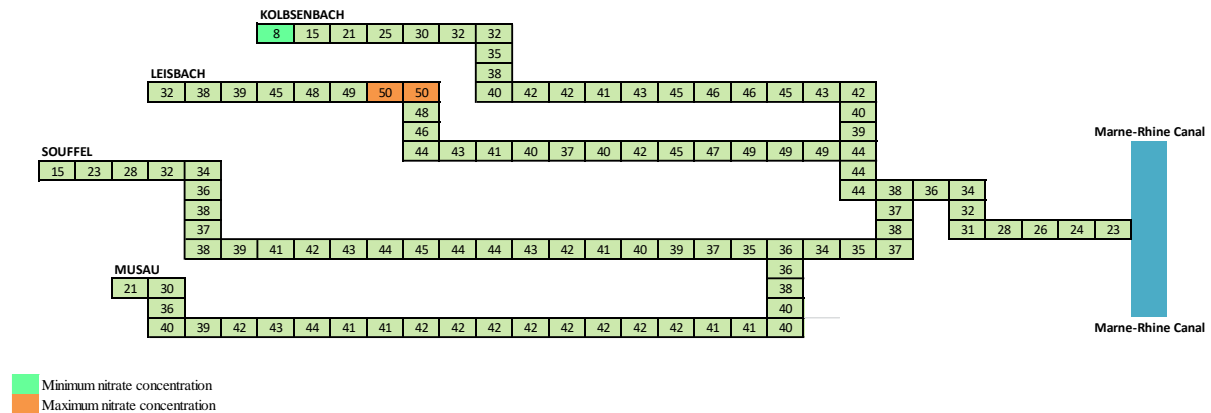 KOLBSENBACH
8 15 21 25 30 32 32
35
LEISBACH 38
32 38 39 45 48 49 50 50 40 42 42 41 43 45 46 46 45 43 42
48 40
46 39 Marne-Rhine Canal
SOUFFEL 44 43 41 40 37 40 42 45 47 49 49 49 44
15 23 28 32 34 44
36 44 38 36 34
38 37 32
37 38 31 28 26 24 23
38 39 41 42 43 44 45 44 44 43 42 41 40 39 37 35 36 34 35 37
MUSAU 36
21 30 38
36 40
40 39 42 43 44 41 41 42 42 42 42 42 42 42 41 41 40 Marne-Rhine Canal
Minimum nitrate concentration
Maximum nitrate concentration